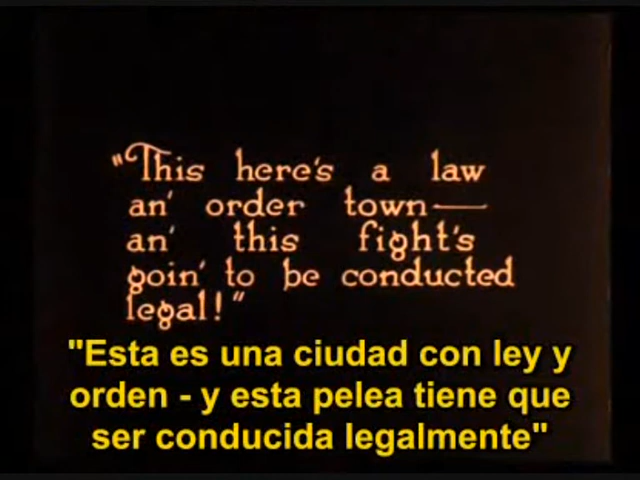 "This here's a law
an' order town—
an' this fight's
goin' to be conducted
legal!"
"Esta es una ciudad con ley y
orden - y esta pelea tiene que
ser conducida legalmente"